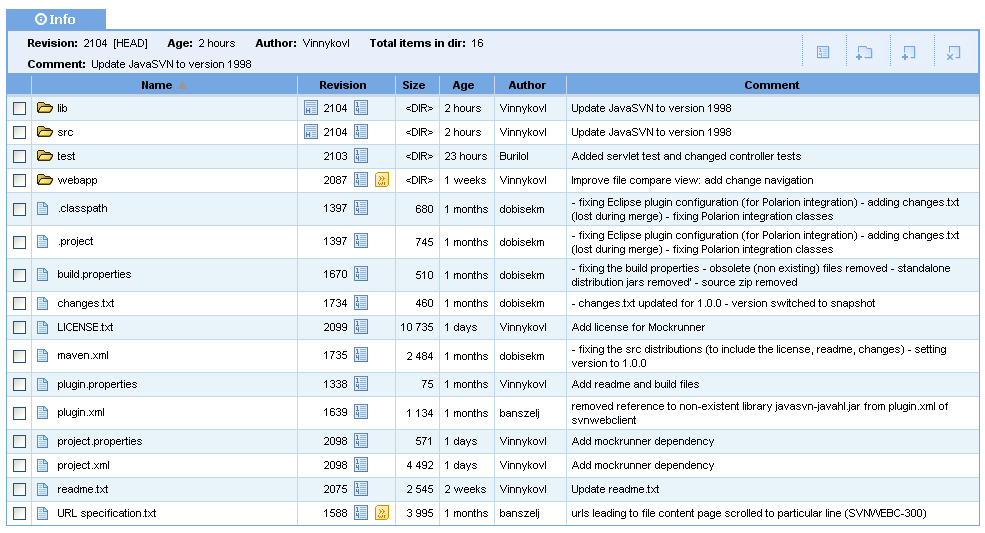 Info
Revision: 2104 [HEAD] Age: 2 hours Author: Vinnykovl Total items in dir: 16
Comment: Update JavaSVN to version 1998
Name Revision Size Age Author Comment
lib 2104 <DIR> 2 hours Vinnykovl Update JavaSVN to version 1998
src 2104 <DIR> 2 hours Vinnykovl Update JavaSVN to version 1998
test 2103 <DIR> 23 hours Burilol Added servlet test and changed controller tests
webapp 2087 <DIR> 1 weeks Vinnykovl Improve file compare view: add change navigation
.classpath 1397 680 1 months dobisekm - fixing Eclipse plugin configuration (for Polarion integration) - adding changes.txt
(lost during merge) - fixing Polarion integration classes
.project 1397 745 1 months dobisekm - fixing Eclipse plugin configuration (for Polarion integration) - adding changes.txt
(lost during merge) - fixing Polarion integration classes
build.properties 1670 510 1 months dobisekm - fixing the build properties - obsolete (non existing) files removed - standalone
distribution jars removed' - source zip removed
changes.txt 1734 460 1 months dobisekm - changes.txt updated for 1.0.0 - version switched to snapshot
LICENSE.txt 2099 10 735 1 days Vinnykovl Add license for Mockrunner
maven.xml 1735 2 484 1 months dobisekm - fixing the src distributions (to include the license, readme, changes) - setting
version to 1.0.0
plugin.properties 1338 75 1 months Vinnykovl Add readme and build files
plugin.xml 1639 1 134 1 months banszelj removed reference to non-existent library javasvn-javahl.jar from plugin.xml of
svnwebclient
project.properties 2098 571 1 days Vinnykovl Add mockrunner dependency
project.xml 2098 4 492 1 days Vinnykovl Add mockrunner dependency
readme.txt 2075 2 545 2 weeks Vinnykovl Update readme.txt
URL specification.txt 1588 3 995 1 months banszelj urls leading to file content page scrolled to particular line (SVNWEBC-300)